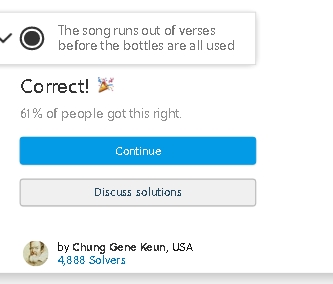 The song runs out of verses
before the bottles are all used
Correct! 🎉
61% of people got this right.
Continue
Discuss solutions
by Chung Gene Keun, USA
4,888 Solvers